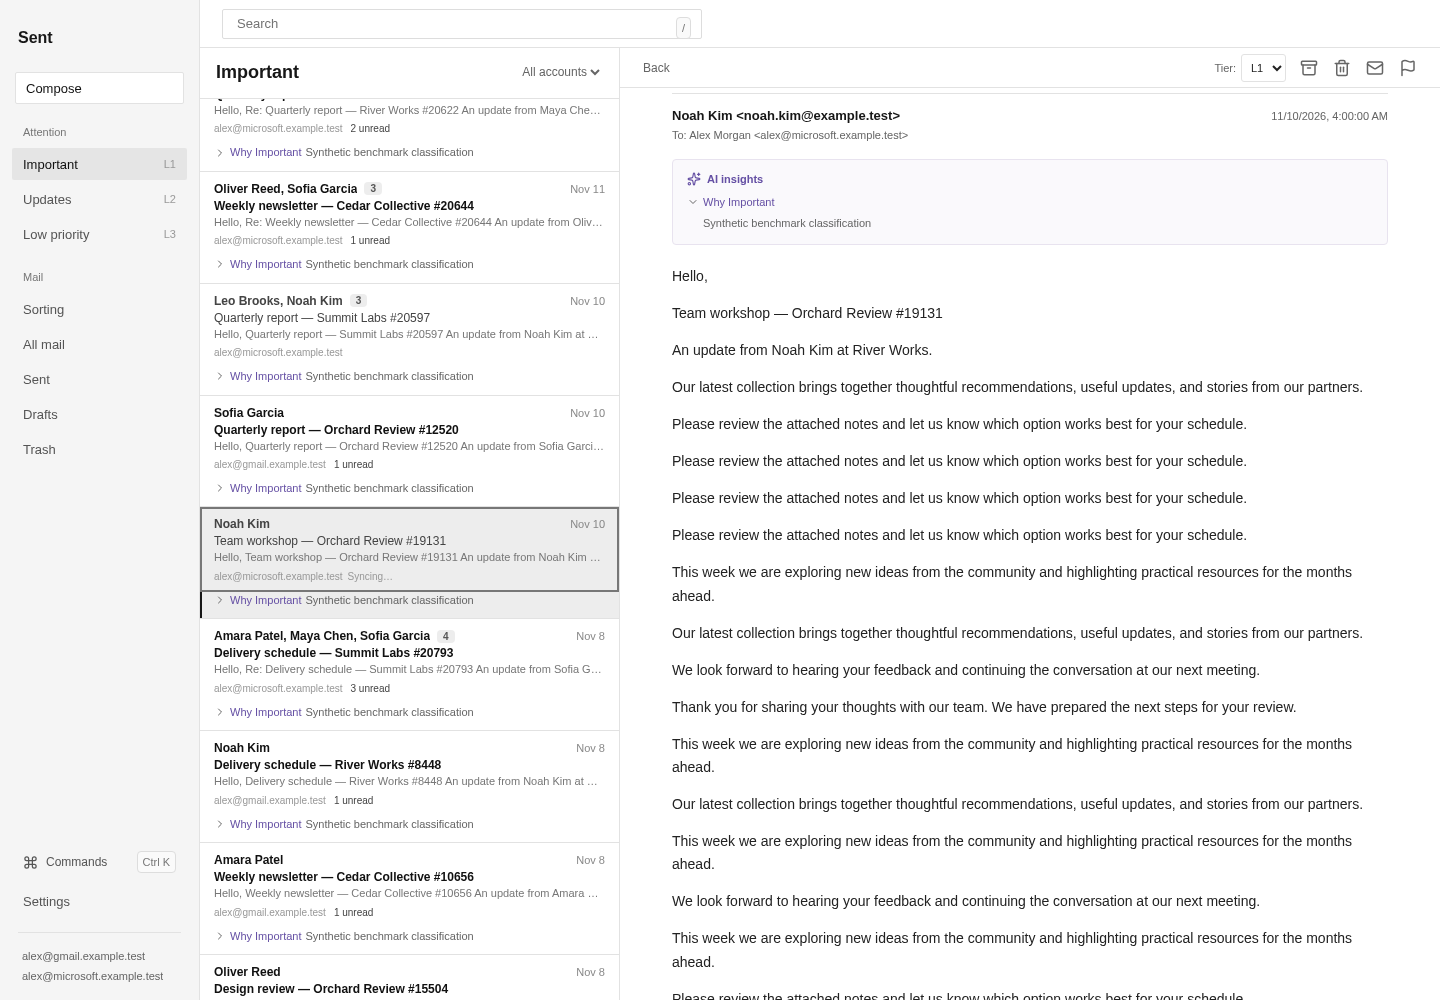 Sent
Compose
Attention
Important L1
Updates L2
Low priority L3
Mail
Sorting
All mail
Sent
Drafts
Trash
Commands Ctrl K
Settings
alex@gmail.example.test
alex@microsoft.example.test
Search /
Important All accounts
Hello, Re: Quarterly report — River Works #20622 An update from Maya Che…
alex@microsoft.example.test 2 unread
Why Important Synthetic benchmark classification
Oliver Reed, Sofia Garcia 3 Nov 11
Weekly newsletter — Cedar Collective #20644
Hello, Re: Weekly newsletter — Cedar Collective #20644 An update from Oliv…
alex@microsoft.example.test 1 unread
Why Important Synthetic benchmark classification
Leo Brooks, Noah Kim 3 Nov 10
Quarterly report — Summit Labs #20597
Hello, Quarterly report — Summit Labs #20597 An update from Noah Kim at …
alex@microsoft.example.test
Why Important Synthetic benchmark classification
Sofia Garcia Nov 10
Quarterly report — Orchard Review #12520
Hello, Quarterly report — Orchard Review #12520 An update from Sofia Garci…
alex@gmail.example.test 1 unread
Why Important Synthetic benchmark classification
Noah Kim Nov 10
Team workshop — Orchard Review #19131
Hello, Team workshop — Orchard Review #19131 An update from Noah Kim …
alex@microsoft.example.test Syncing…
Why Important Synthetic benchmark classification
Amara Patel, Maya Chen, Sofia Garcia 4 Nov 8
Delivery schedule — Summit Labs #20793
Hello, Re: Delivery schedule — Summit Labs #20793 An update from Sofia G…
alex@microsoft.example.test 3 unread
Why Important Synthetic benchmark classification
Noah Kim Nov 8
Delivery schedule — River Works #8448
Hello, Delivery schedule — River Works #8448 An update from Noah Kim at …
alex@gmail.example.test 1 unread
Why Important Synthetic benchmark classification
Amara Patel Nov 8
Weekly newsletter — Cedar Collective #10656
Hello, Weekly newsletter — Cedar Collective #10656 An update from Amara …
alex@gmail.example.test 1 unread
Why Important Synthetic benchmark classification
Oliver Reed Nov 8
Design review — Orchard Review #15504
Back Tier: L1
Noah Kim <noah.kim@example.test> 11/10/2026, 4:00:00 AM
To: Alex Morgan <alex@microsoft.example.test>
AI insights
Why Important
Synthetic benchmark classification
Hello,
Team workshop — Orchard Review #19131
An update from Noah Kim at River Works.
Our latest collection brings together thoughtful recommendations, useful updates, and stories from our partners.
Please review the attached notes and let us know which option works best for your schedule.
Please review the attached notes and let us know which option works best for your schedule.
Please review the attached notes and let us know which option works best for your schedule.
Please review the attached notes and let us know which option works best for your schedule.
This week we are exploring new ideas from the community and highlighting practical resources for the months
ahead.
Our latest collection brings together thoughtful recommendations, useful updates, and stories from our partners.
We look forward to hearing your feedback and continuing the conversation at our next meeting.
Thank you for sharing your thoughts with our team. We have prepared the next steps for your review.
This week we are exploring new ideas from the community and highlighting practical resources for the months
ahead.
Our latest collection brings together thoughtful recommendations, useful updates, and stories from our partners.
This week we are exploring new ideas from the community and highlighting practical resources for the months
ahead.
We look forward to hearing your feedback and continuing the conversation at our next meeting.
This week we are exploring new ideas from the community and highlighting practical resources for the months
ahead.
Please review the attached notes and let us know which option works best for your schedule.